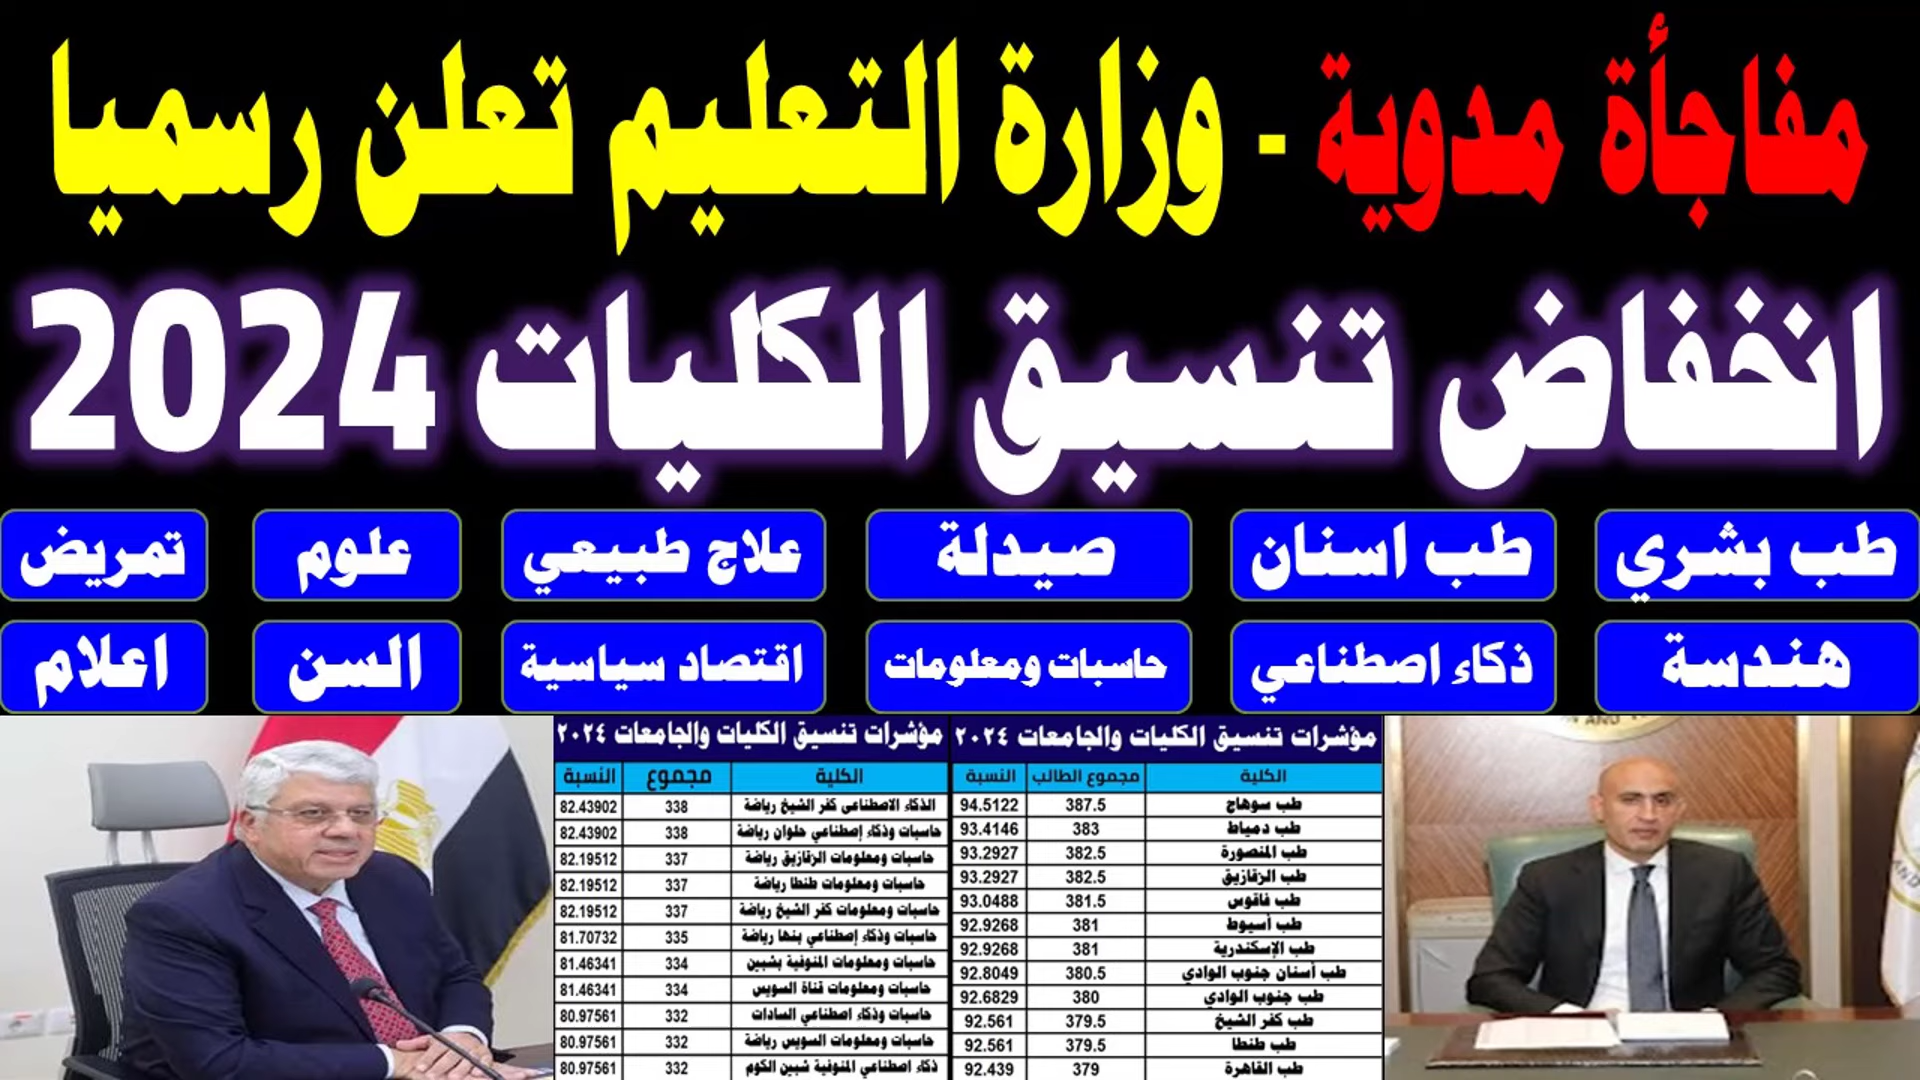 مفاجأة مدوية - وزارة التعليم تعلن رسميا
انخفاض تنسيق الكليات 2024
طب بشري طب اسنان صيدلة علاج طبيعي علوم تمريض
هندسة ذكاء اصطناعي حاسبات ومعلومات اقتصاد سياسية السن اعلام
مؤشرات تنسيق الكليات والجامعات ٢٠٢٤
الكلية مجموع الطالب النسبة
طب سوهاج 387.5 94.5122
طب دمياط 383 93.4146
طب المنصورة 382.5 93.2927
طب الزقازيق 382.5 93.2927
طب فاقوس 381.5 93.0488
طب أسيوط 381 92.9268
طب الإسكندرية 381 92.9268
طب أسنان جنوب الوادي 380.5 92.8049
طب جنوب الوادي 380 92.6829
طب كفر الشيخ 379.5 92.561
طب طنطا 379.5 92.561
طب القاهرة 379 92.439
مؤشرات تنسيق الكليات والجامعات ٢٠٢٤
الكلية مجموع النسبة
الذكاء الاصطناعي كفر الشيخ رياضة 338 82.43902
حاسبات وذكاء إصطناعي حلوان رياضة 338 82.43902
حاسبات ومعلومات الزقازيق رياضة 337 82.19512
حاسبات ومعلومات طنطا رياضة 337 82.19512
حاسبات ومعلومات كفر الشيخ رياضة 337 82.19512
حاسبات وذكاء إصطناعي بنها رياضة 335 81.70732
حاسبات ومعلومات المنوفية بشبين 334 81.46341
حاسبات ومعلومات قناة السويس 334 81.46341
حاسبات وذكاء اصطناعي السادات 332 80.97561
حاسبات ومعلومات السويس رياضة 332 80.97561
ذكاء اصطناعي المنوفية شبين الكوم 332 80.97561